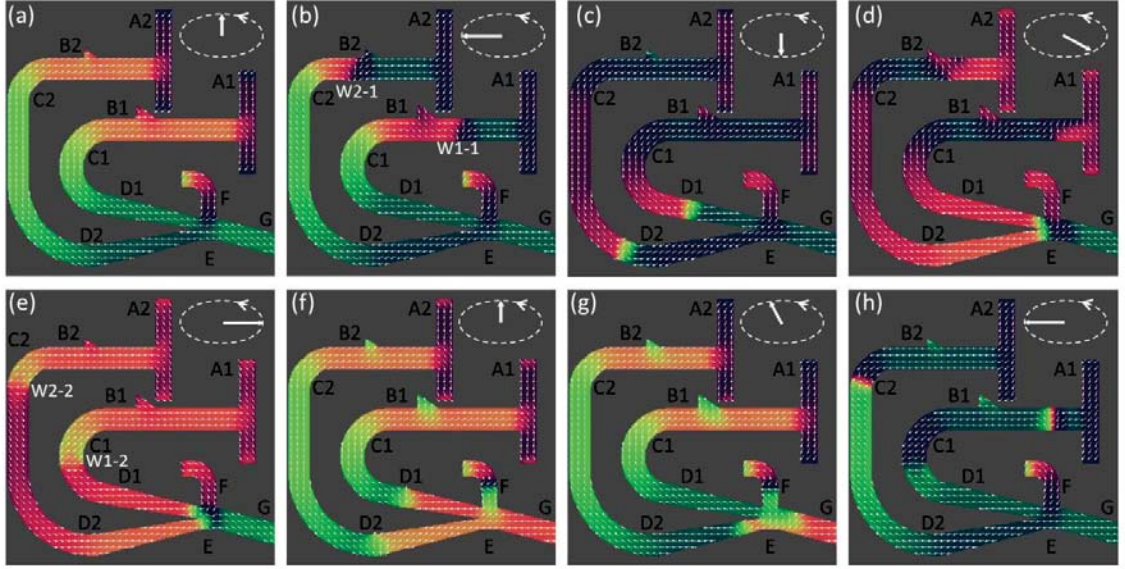 (a)
A2
B2
A1
C2
B1
C1
D1
F
G
D2
E
(b)
A2
B2
A1
C2
W2-1
B1
W1-1
C1
D1
F
G
D2
E
(c)
A2
B2
A1
C2
B1
C1
D1
F
G
D2
E
(d)
A2
B2
A1
C2
B1
C1
D1
F
G
D2
E
(e)
A2
C2
B2
A1
W2-2
B1
C1
W1-2
D1
F
G
D2
E
(f)
A2
B2
A1
C2
B1
C1
D1
F
G
D2
E
(g)
A2
B2
A1
C2
B1
C1
D1
F
G
D2
E
(h)
A2
B2
A1
C2
B1
C1
D1
F
G
D2
E